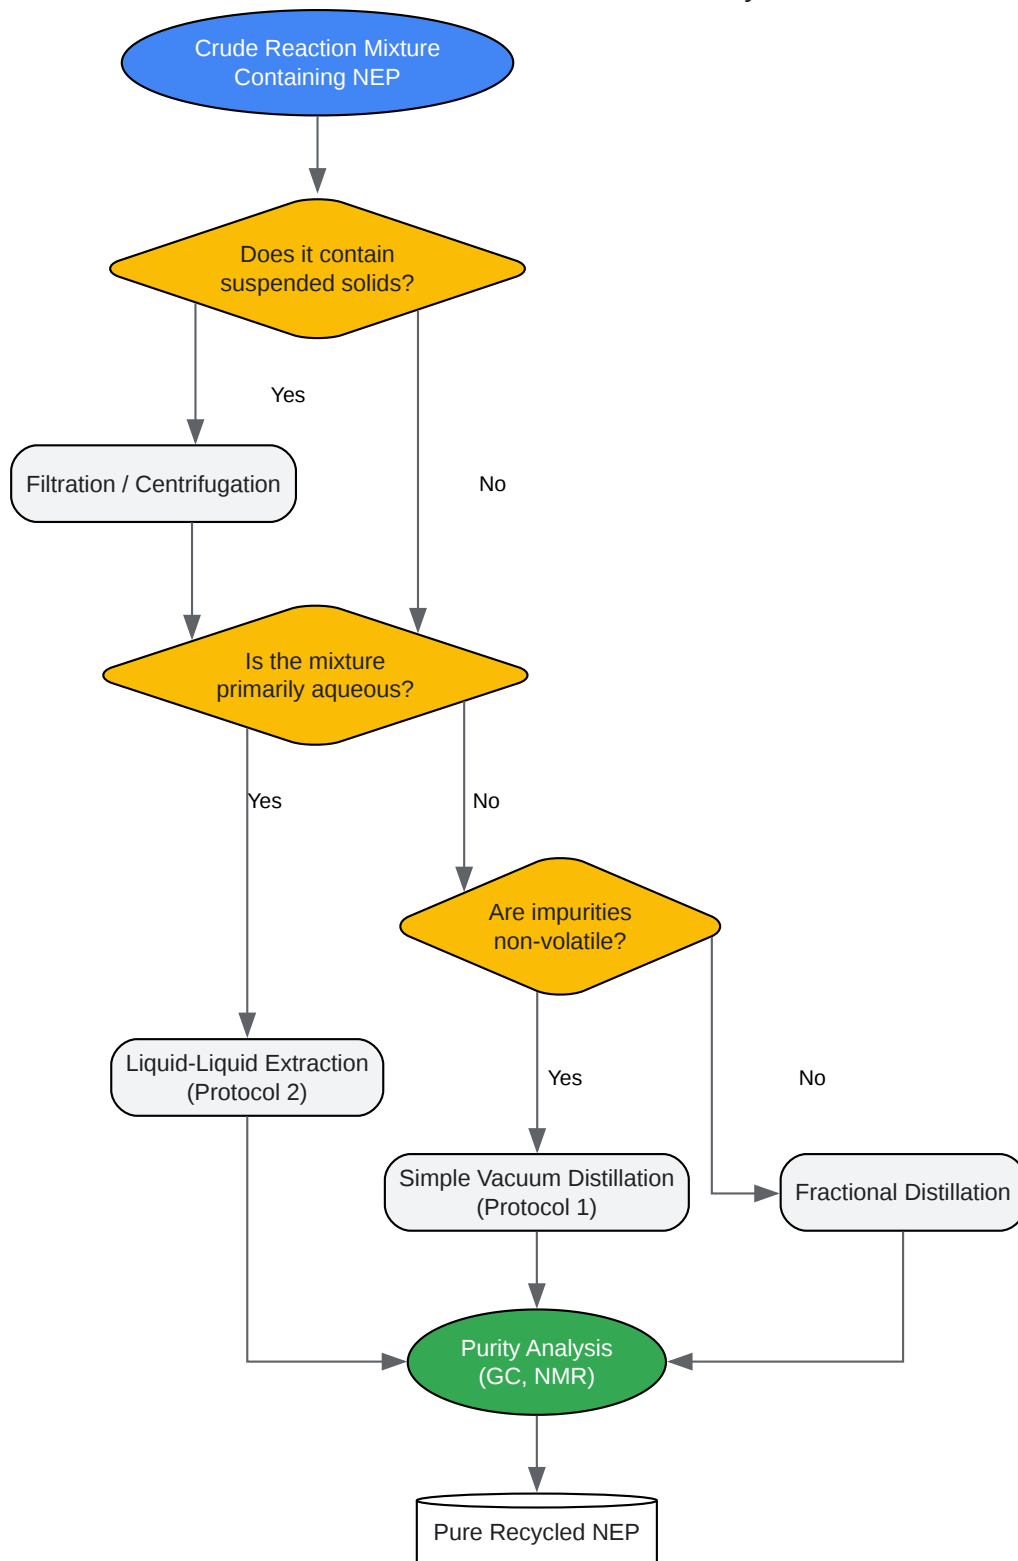 Crude Reaction Mixture
Containing NEP
Does it contain
suspended solids?
Yes
Filtration / Centrifugation
No
Is the mixture
primarily aqueous?
Yes
No
Are impurities
non-volatile?
Liquid-Liquid Extraction
(Protocol 2)
Yes
No
Simple Vacuum Distillation
(Protocol 1)
Fractional Distillation
Purity Analysis
(GC, NMR)
Pure Recycled NEP